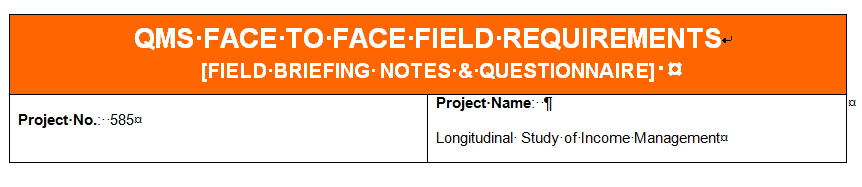 QMS FACE TO FACE FIELD REQUIREMENTS
[FIELD BRIEFING NOTES & QUESTIONNAIRE]
Project No.: 585
Project Name:
Longitudinal Study of Income Management